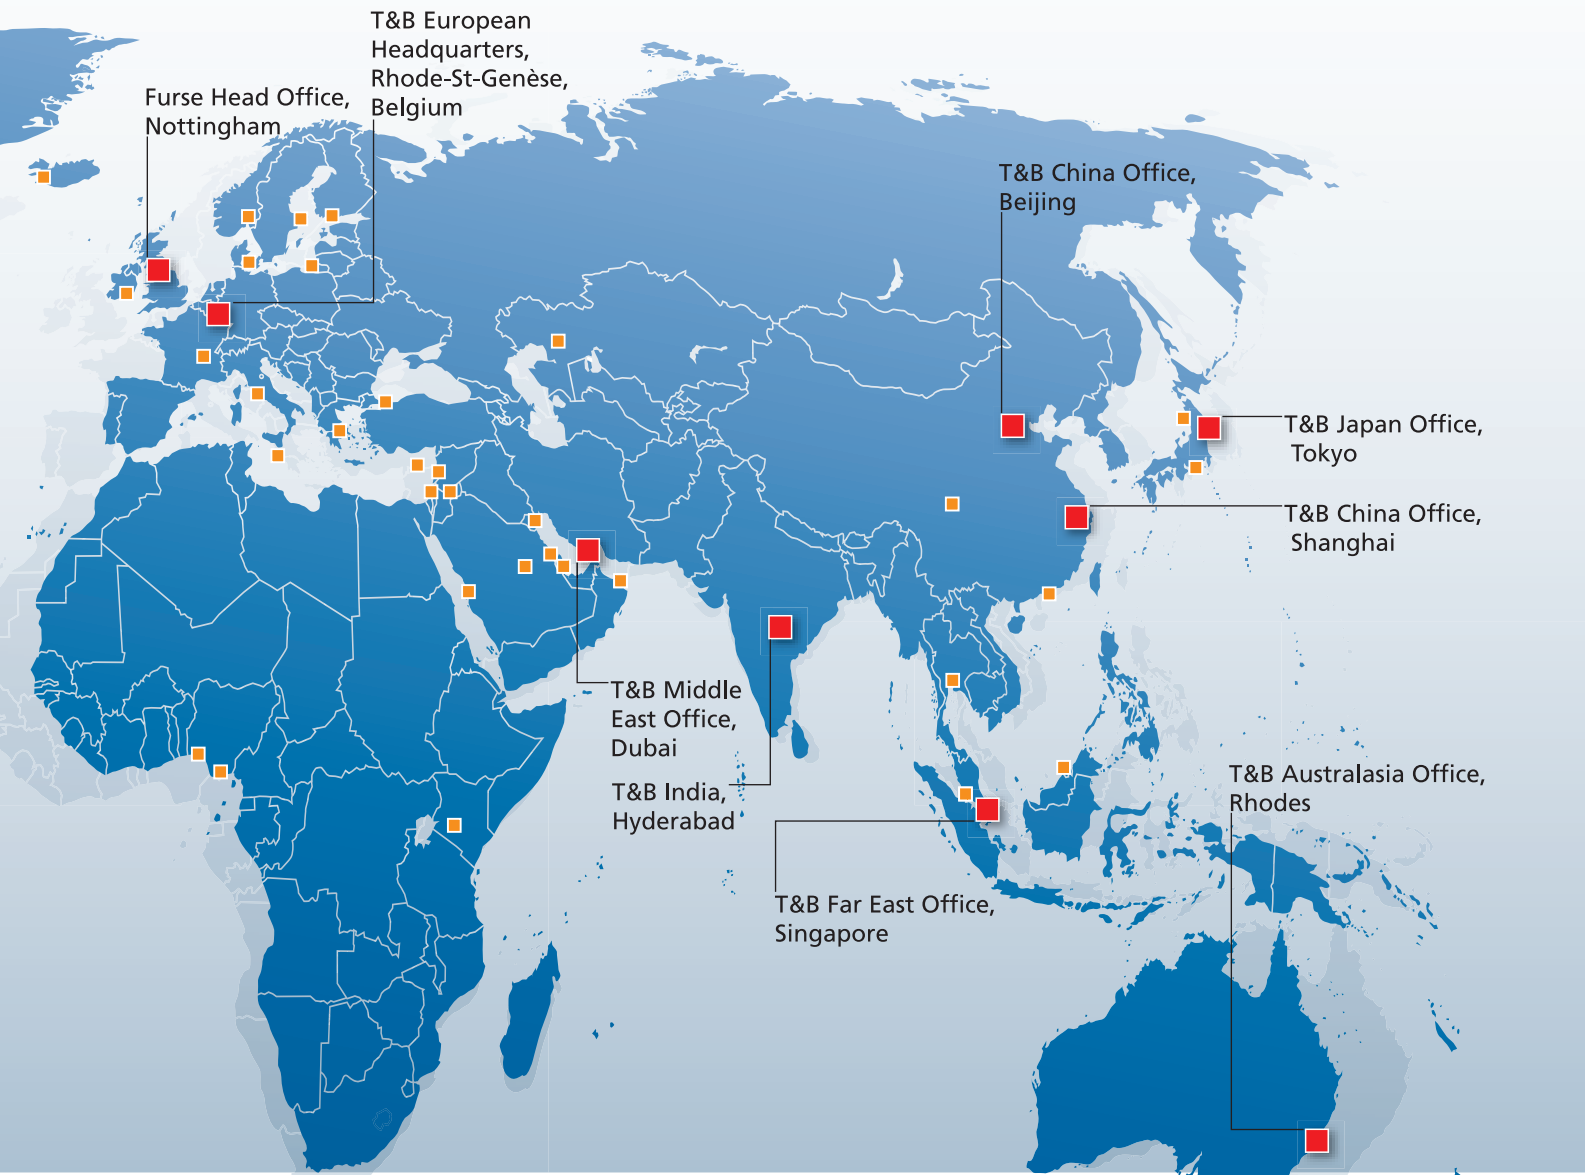 T&B European
Headquarters,
Rhode-St-Genèse,
Belgium
Furse Head Office,
Nottingham
T&B China Office,
Beijing
T&B Japan Office,
Tokyo
T&B China Office,
Shanghai
T&B Middle
East Office,
Dubai
T&B India,
Hyderabad
T&B Australasia Office,
Rhodes
T&B Far East Office,
Singapore